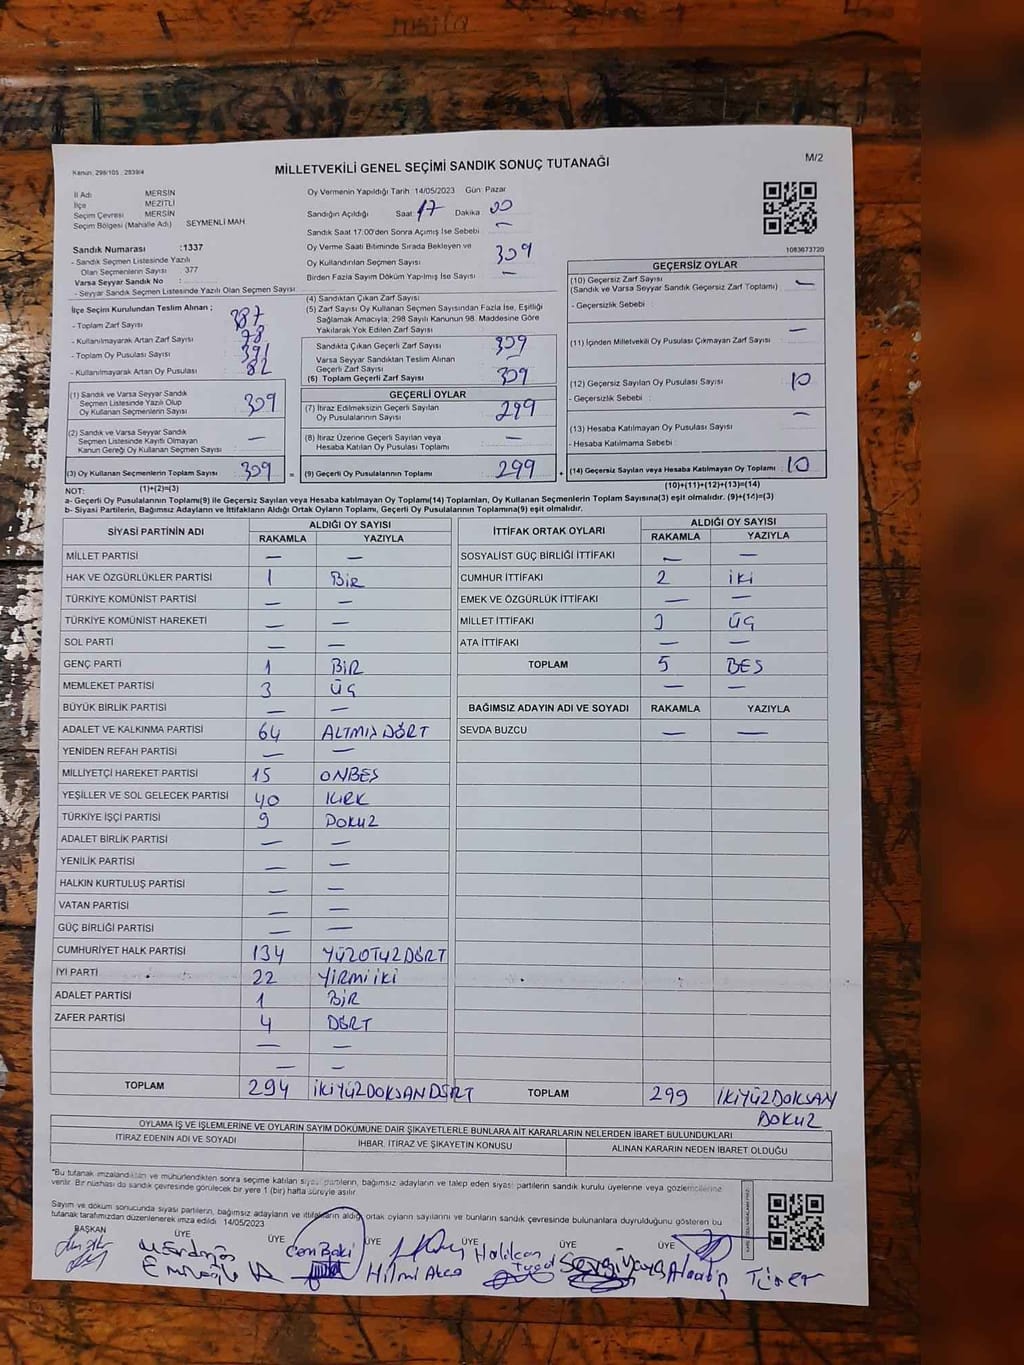 MİLLETVEKİLİ GENEL SEÇİMİ SANDIK SONUÇ TUTANAĞI
M/2
Kanun: 298/105 : 2839/4
İl Adı MERSİN
İlçe MEZİTLİ
Seçim Çevresi MERSİN
Seçim Bölgesi (Mahalle Adı) SEYMENLİ MAH.
Sandık Numarası :1337
- Sandık Seçmen Listesinde Yazılı
Olan Seçmenlerin Sayısı : 377
Varsa Seyyar Sandık No :
- Seyyar Sandık Seçmen Listesinde Yazılı Olan Seçmen Sayısı
İlçe Seçim Kurulundan Teslim Alınan ;
- Toplam Zarf Sayısı 387
- Kullanılmayarak Artan Zarf Sayısı 78
- Toplam Oy Pusulası Sayısı 391
- Kullanılmayarak Artan Oy Pusulası 82
(1) Sandık ve Varsa Seyyar Sandık
Seçmen Listesinde Yazılı Olup
Oy Kullanan Seçmenlerin Sayısı 309
(2) Sandık ve Varsa Seyyar Sandık
Seçmen Listesinde Kayıtlı Olmayan
Kanun Gereği Oy Kullanan Seçmen Sayısı —
(3) Oy Kullanan Seçmenlerin Toplam Sayısı 309 =
Oy Vermenin Yapıldığı Tarih :14/05/2023 Gün: Pazar
Sandığın Açıldığı Saat: 17 Dakika 00
Sandık Saat 17:00'den Sonra Açımış İse Sebebi : —
Oy Verme Saati Bitiminde Sırada Bekleyen ve
Oy Kullandırılan Seçmen Sayısı 309
Birden Fazla Sayım Döküm Yapılmış İse Sayısı —
(4) Sandıktan Çıkan Zarf Sayısı
(5) Zarf Sayısı Oy Kullanan Seçmen Sayısından Fazla İse, Eşitliği
Sağlamak Amacıyla; 298 Sayılı Kanunun 98. Maddesine Göre
Yakılarak Yok Edilen Zarf Sayısı
Sandıkta Çıkan Geçerli Zarf Sayısı 309
Varsa Seyyar Sandıktan Teslim Alınan
Geçerli Zarf Sayısı —
(6) Toplam Geçerli Zarf Sayısı 309
GEÇERLİ OYLAR
(7) İtiraz Edilmeksizin Geçerli Sayılan
Oy Pusulalarının Sayısı 299
(8) İtiraz Üzerine Geçerli Sayılan veya
Hesaba Katılan Oy Pusulası Toplamı —
(9) Geçerli Oy Pusulalarının Toplamı 299 +
1083673720
GEÇERSİZ OYLAR
(10) Geçersiz Zarf Sayısı
(Sandık ve Varsa Seyyar Sandık Geçersiz Zarf Toplamı) : —
- Geçersizlik Sebebi :
(11) İçinden Milletvekili Oy Pusulası Çıkmayan Zarf Sayısı —
(12) Geçersiz Sayılan Oy Pusulası Sayısı 10
- Geçersizlik Sebebi :
(13) Hesaba Katılmayan Oy Pusulası Sayısı —
- Hesaba Katılmama Sebebi :
(14) Geçersiz Sayılan veya Hesaba Katılmayan Oy Toplamı : 10
NOT: (1)+(2)=(3) (10)+(11)+(12)+(13)=(14)
a- Geçerli Oy Pusulalarının Toplamı(9) ile Geçersiz Sayılan veya Hesaba katılmayan Oy Toplam(14) Toplamları, Oy Kullanan Seçmenlerin Toplam Sayısına(3) eşit olmalıdır. (9)+(14)=(3)
b- Siyasi Partilerin, Bağımsız Adayların ve İttifakların Aldığı Ortak Oyların Toplamı, Geçerli Oy Pusulalarının Toplamına(9) eşit olmalıdır.
SİYASİ PARTİNİN ADI ALDIĞI OY SAYISI
RAKAMLA YAZIYLA
MİLLET PARTİSİ — —
HAK VE ÖZGÜRLÜKLER PARTİSİ 1 BİR
TÜRKİYE KOMÜNİST PARTİSİ — —
TÜRKİYE KOMÜNİST HAREKETİ — —
SOL PARTİ — —
GENÇ PARTİ 1 BİR
MEMLEKET PARTİSİ 3 ÜÇ
BÜYÜK BİRLİK PARTİSİ — —
ADALET VE KALKINMA PARTİSİ 64 ALTMIŞ DÖRT
YENİDEN REFAH PARTİSİ — —
MİLLİYETÇİ HAREKET PARTİSİ 15 ONBEŞ
YEŞİLLER VE SOL GELECEK PARTİSİ 40 KIRK
TÜRKİYE İŞÇİ PARTİSİ 9 DOKUZ
ADALET BİRLİK PARTİSİ — —
YENİLİK PARTİSİ — —
HALKIN KURTULUŞ PARTİSİ — —
VATAN PARTİSİ — —
GÜÇ BİRLİĞİ PARTİSİ — —
CUMHURİYET HALK PARTİSİ 134 YÜZOTUZDÖRT
İYİ PARTİ 22 YİRMİİKİ
ADALET PARTİSİ 1 BİR
ZAFER PARTİSİ 4 DÖRT
— —
— —
TOPLAM 294 İKİYÜZDOKSANDÖRT
İTTİFAK ORTAK OYLARI ALDIĞI OY SAYISI
RAKAMLA YAZIYLA
SOSYALİST GÜÇ BİRLİĞİ İTTİFAKI — —
CUMHUR İTTİFAKI 2 İKİ
EMEK VE ÖZGÜRLÜK İTTİFAKI — —
MİLLET İTTİFAKI 3 ÜÇ
ATA İTTİFAKI — —
TOPLAM 5 BEŞ
— —
BAĞIMSIZ ADAYIN ADI VE SOYADI RAKAMLA YAZIYLA
SEVDA BUZCU — —
TOPLAM 299 İKİYÜZDOKSAN
DOKUZ
OYLAMA İŞ VE İŞLEMLERİNE VE OYLARIN SAYIM DÖKÜMÜNE DAİR ŞİKAYETLERLE BUNLARA AİT KARARLARIN NELERDEN İBARET BULUNDUKLARI
İTİRAZ EDENİN ADI VE SOYADI İHBAR, İTİRAZ VE ŞİKAYETİN KONUSU ALINAN KARARIN NEDEN İBARET OLDUĞU
*Bu tutanak imzalandıktan ve mühürlendikten sonra seçime katılan siyasi partilerin, bağımsız adayların ve talep eden siyasi partilerin sandık kurulu üyelerine veya gözlemcilerine
verilir. Bir nüshası da sandık çevresinde görülecek bir yere 1 (bir) hafta süreyle asılır.
Sayım ve döküm sonucunda siyasi partilerin, bağımsız adayların ve ittifakların aldığı ortak oyların sayılarını ve bunların sandık çevresinde bulunanlara duyrulduğunu gösteren bu
tutanak tarafımızdan düzenlenerek imza edildi. 14/05/2023
BAŞKAN ÜYE ÜYE ÜYE ÜYE ÜYE ÜYE
Cem Baki Halilcan
Hilmi Akca Sevgi Alaatin Tüner